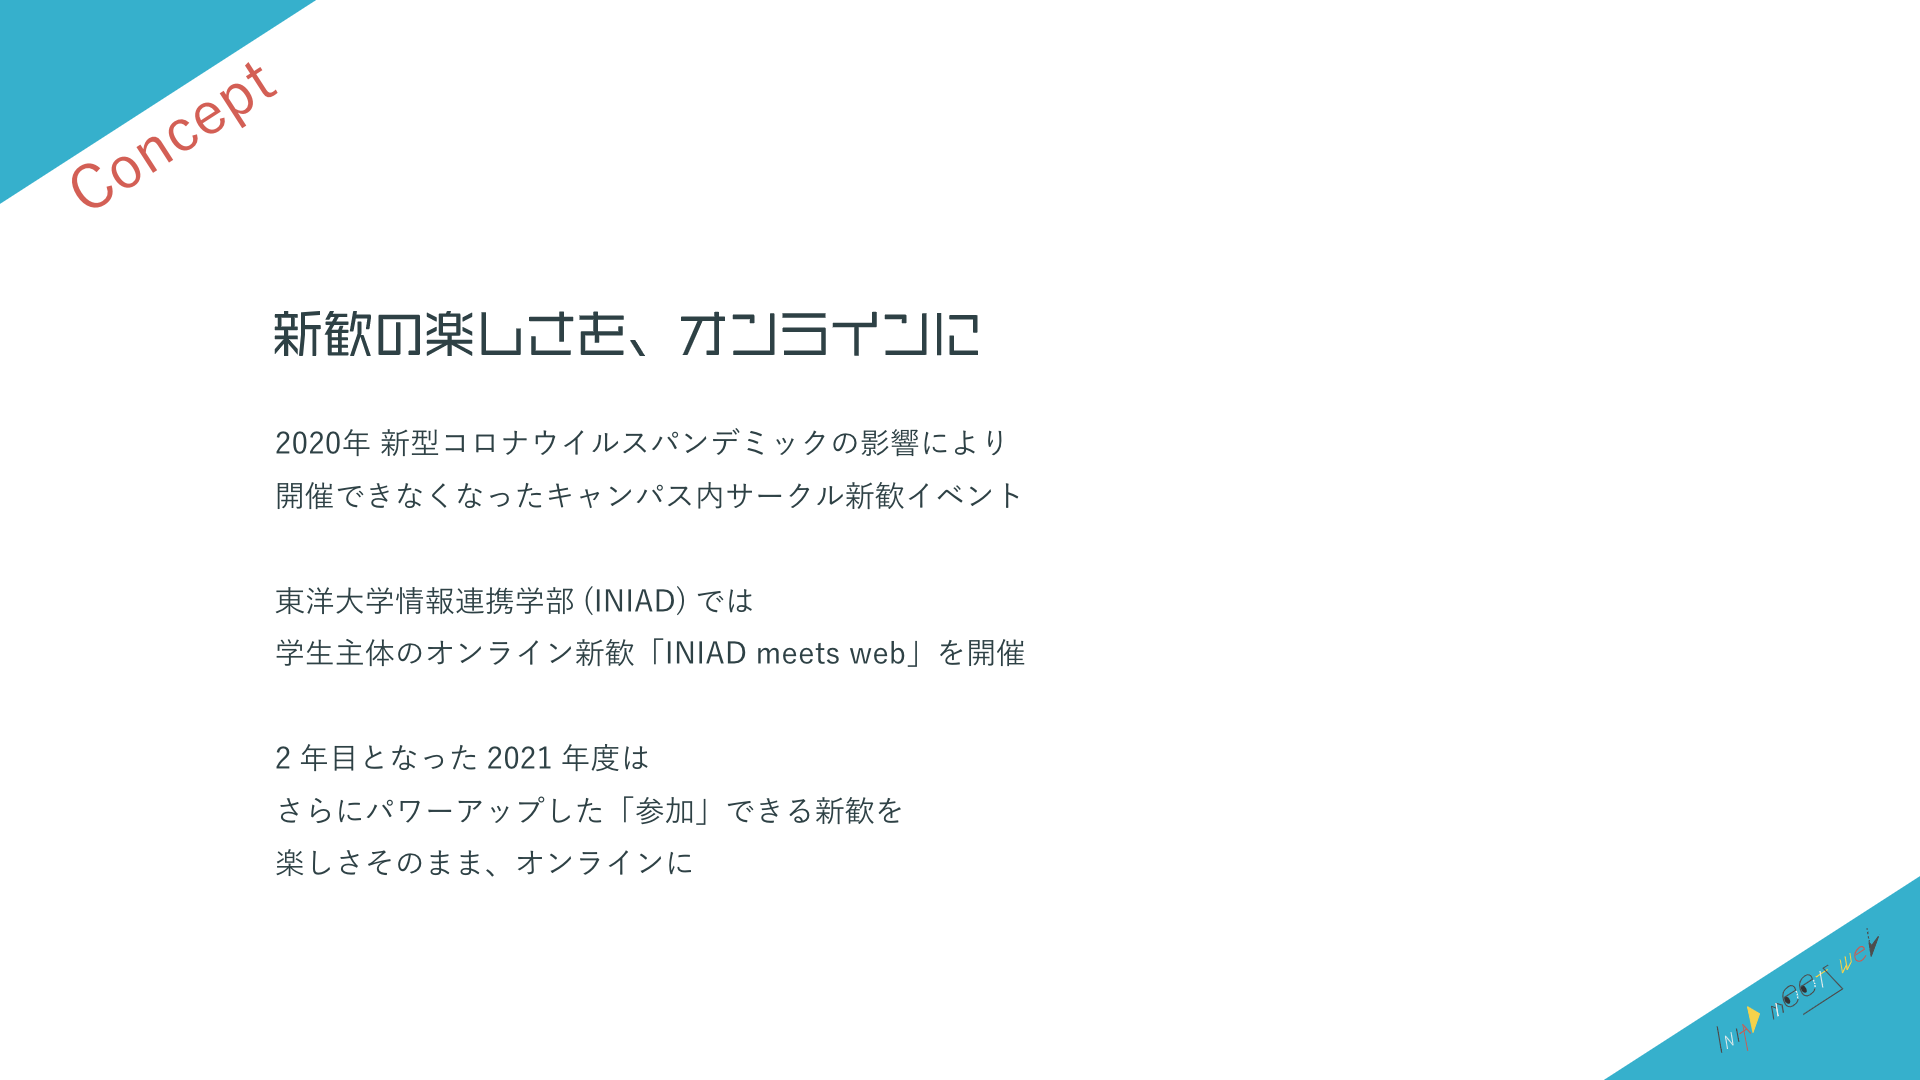 Concept
新歓の楽しさを、オンラインに
2020年 新型コロナウイルスパンデミックの影響により
開催できなくなったキャンパス内サークル新歓イベント
東洋大学情報連携学部 (INIAD) では
学生主体のオンライン新歓「INIAD meets web」を開催
2 年目となった 2021 年度は
さらにパワーアップした「参加」できる新歓を
楽しさそのまま、オンラインに
INIAD meets web